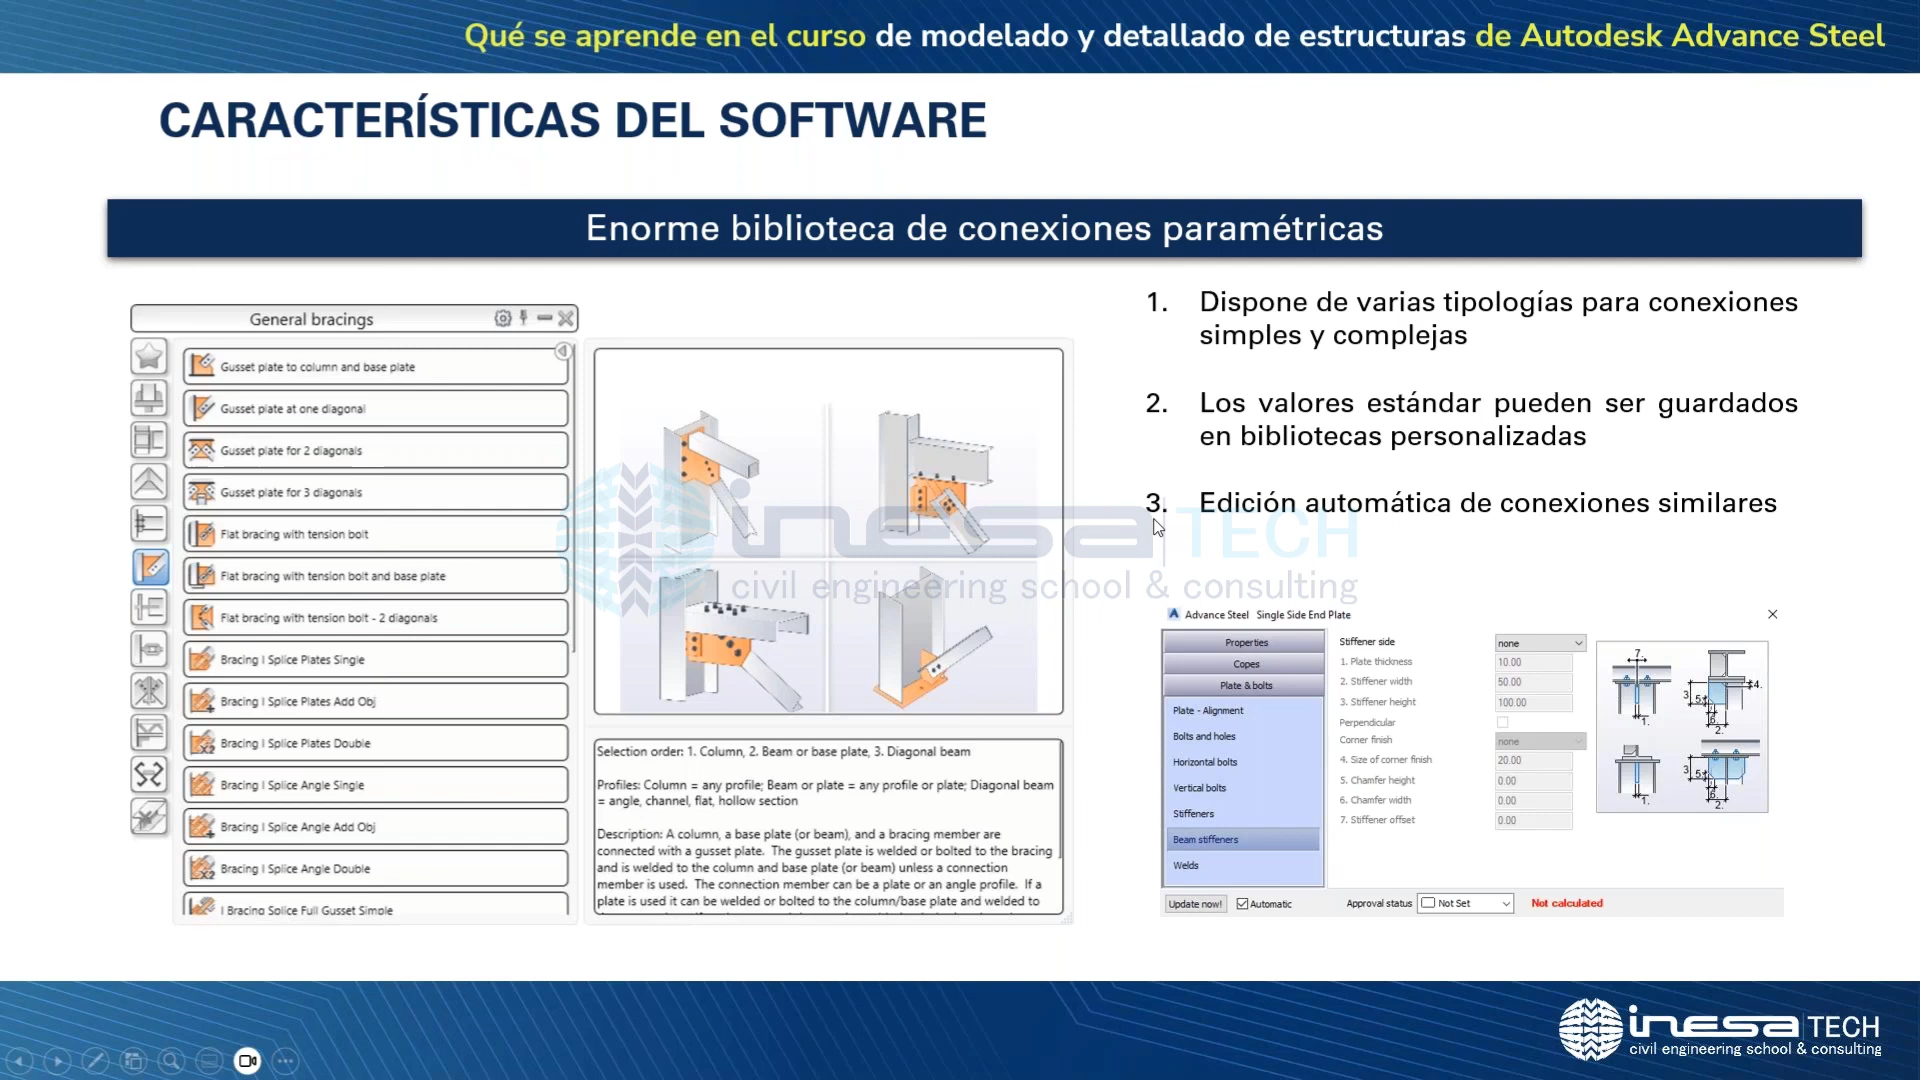 Qué se aprende en el curso de modelado y detallado de estructuras de Autodesk Advance Steel
CARACTERÍSTICAS DEL SOFTWARE
Enorme biblioteca de conexiones paramétricas
General bracings
Gusset plate to column and base plate
Gusset plate at one diagonal
Gusset plate for 2 diagonals
Gusset plate for 3 diagonals
Flat bracing with tension bolt
Flat bracing with tension bolt and base plate
Flat bracing with tension bolt - 2 diagonals
Bracing I Splice Plates Single
Bracing I Splice Plates Add Obj
Bracing I Splice Plates Double
Bracing I Splice Angle Single
Bracing I Splice Angle Add Obj
Bracing I Splice Angle Double
I Bracing Splice Full Gusset Simple
Selection order: 1. Column, 2. Beam or base plate, 3. Diagonal beam
Profiles: Column = any profile; Beam or plate = any profile or plate; Diagonal beam
= angle, channel, flat, hollow section
Description: A column, a base plate (or beam), and a bracing member are
connected with a gusset plate. The gusset plate is welded or bolted to the bracing
and is welded to the column and base plate (or beam) unless a connection
member is used. The connection member can be a plate or an angle profile. If a
plate is used it can be welded or bolted to the column/base plate and welded to
1. Dispone de varias tipologías para conexiones
simples y complejas
2. Los valores estándar pueden ser guardados
en bibliotecas personalizadas
3. Edición automática de conexiones similares
inesa TECH
civil engineering school & consulting
Advance Steel Single Side End Plate
Properties
Copes
Plate & bolts
Plate - Alignment
Bolts and holes
Horizontal bolts
Vertical bolts
Stiffeners
Beam stiffeners
Welds
Stiffener side none
1. Plate thickness 10.00
2. Stiffener width 50.00
3. Stiffener height 100.00
Perpendicular
Corner finish none
4. Size of corner finish 20.00
5. Chamfer height 0.00
6. Chamfer width 0.00
7. Stiffener offset 0.00
7.
1.
3.
5.
6.
2.
4.
1.
3.
5.
6.
2.
Update now! Automatic Approval status Not Set Not calculated
inesa TECH
civil engineering school & consulting